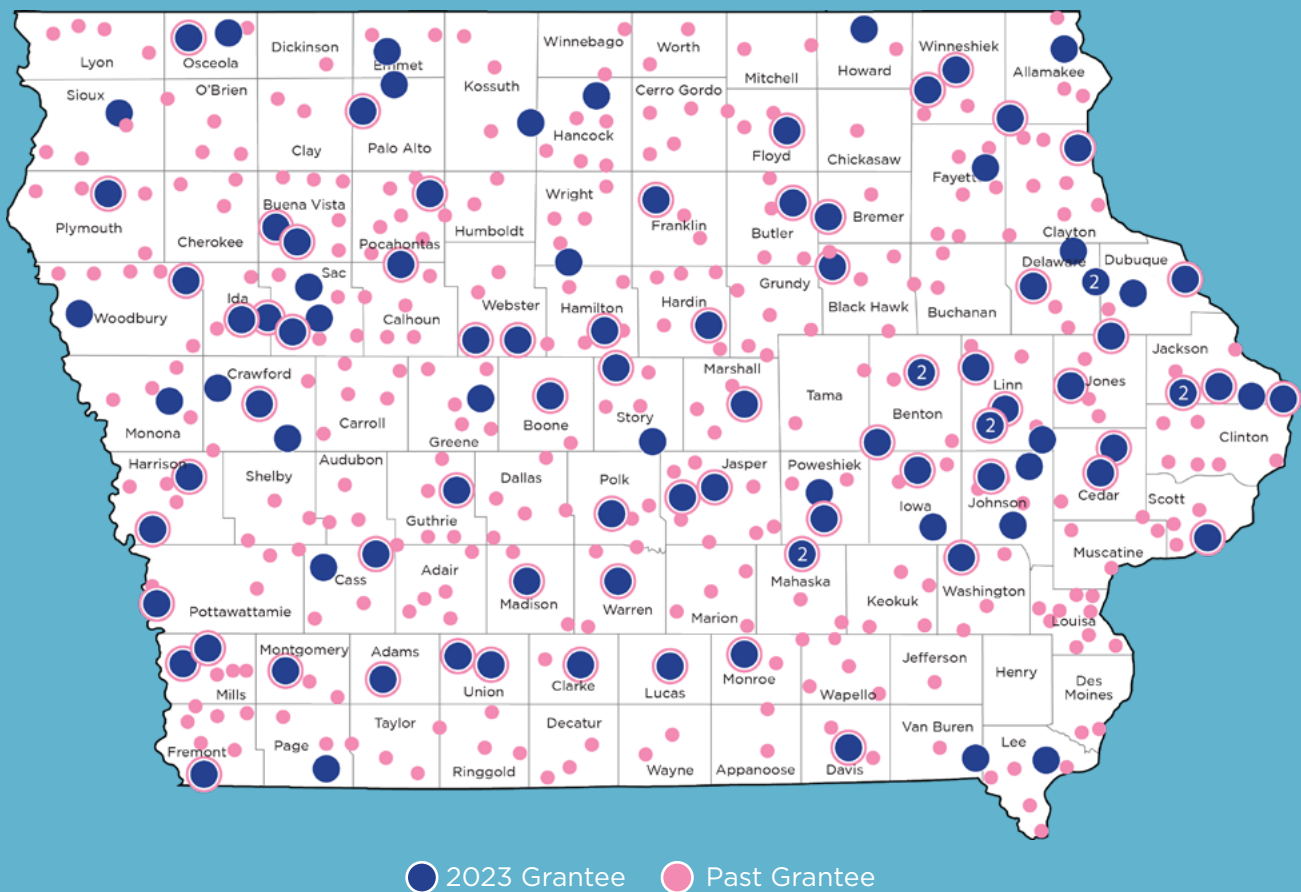 Lyon
Osceola
Dickinson
Emmet
Winnebago
Worth
Mitchell
Howard
Winneshiek
Allamakee
Sioux
O'Brien
Clay
Palo Alto
Kossuth
Hancock
Cerro Gordo
Floyd
Chickasaw
Fayett
Clayton
Plymouth
Cherokee
Buena Vista
Pocahontas
Humboldt
Wright
Franklin
Butler
Bremer
Woodbury
Ida
Sac
Calhoun
Webster
Hamilton
Hardin
Grundy
Black Hawk
Buchanan
Delaware
2
Dubuque
Monona
Crawford
Carroll
Greene
Boone
Story
Marshall
Tama
2
Benton
Linn
2
Jones
Jackson
2
Clinton
Harrison
Shelby
Audubon
Guthrie
Dallas
Polk
Jasper
Poweshiek
Iowa
Johnson
Cedar
Scott
Muscatine
Pottawattamie
Cass
Adair
Madison
Warren
Marion
2
Mahaska
Keokuk
Washington
Louisa
Mills
Montgomery
Adams
Union
Clarke
Lucas
Monroe
Wapello
Jefferson
Henry
Des
Moines
Fremont
Page
Taylor
Ringgold
Decatur
Wayne
Appanoose
Davis
Van Buren
Lee
2023 Grantee
Past Grantee